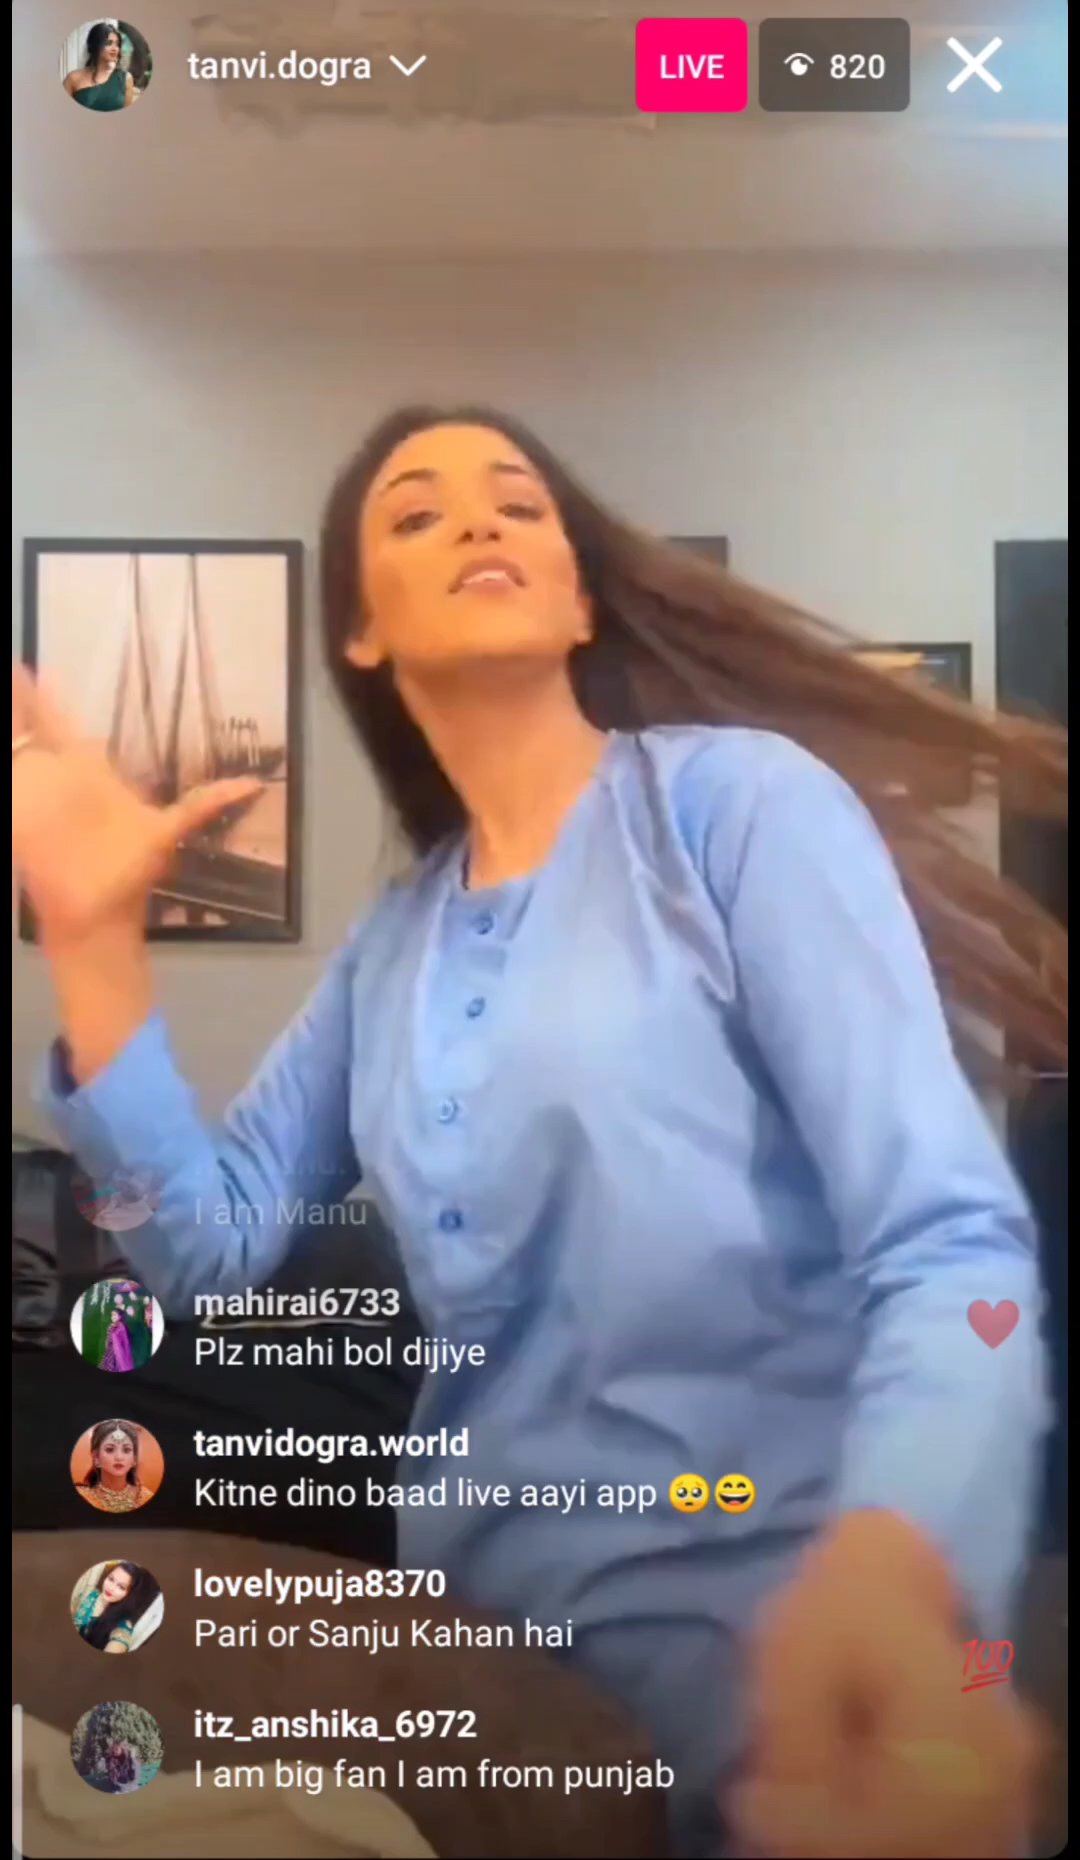 tanvi.dogra
LIVE
820
I am Manu
mahirai6733
Plz mahi bol dijiye
tanvidogra.world
Kitne dino baad live aayi app 🥺😄
lovelypuja8370
Pari or Sanju Kahan hai
💯
itz_anshika_6972
I am big fan I am from punjab